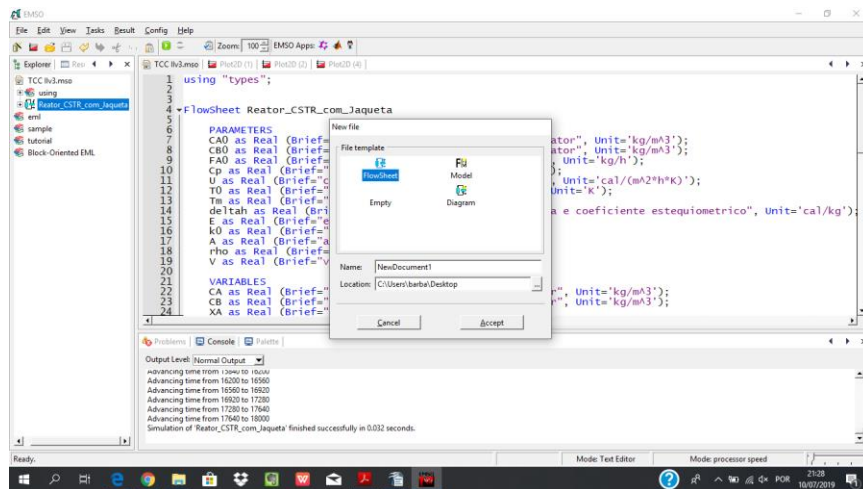 EMSO
File Edit View Tasks Result Config Help
Zoom: 100 EMSO Apps:
Explorer Res
TCC llv3.mso Plot2D (1) Plot2D (2) Plot2D (4)
TCC llv3.mso
using
Reator_CSTR_com_Jaqueta
eml
sample
tutorial
Block-Oriented EML
1 using "types";
2
3
4 FlowSheet Reator_CSTR_com_Jaqueta
5
6 PARAMETERS
7 CA0 as Real (Brief= ator", Unit='kg/m^3');
8 CB0 as Real (Brief= ator", Unit='kg/m^3');
9 FA0 as Real (Brief= Unit='kg/h');
10 Cp as Real (Brief=" );
11 U as Real (Brief="c Unit='cal/(m^2*h*K)');
12 T0 as Real (Brief=" Unit='K');
13 Tm as Real (Brief="
14 deltah as Real (Bri a e coeficiente estequiometrico", Unit='cal/kg');
15 E as Real (Brief="e
16 k0 as Real (Brief="
17 A as Real (Brief="a
18 rho as Real (Brief=
19 V as Real (Brief="v
20
21 VARIABLES
22 CA as Real (Brief=" r", Unit='kg/m^3');
23 CB as Real (Brief=" r", Unit='kg/m^3');
24 XA as Real (Brief="
New file
File template
FlowSheet
Model
Empty
Diagram
Name: NewDocument1
Location: C:\Users\barba\Desktop ...
Cancel Accept
Problems Console Palette
Output Level: Normal Output
Advancing time from 15840 to 16200
Advancing time from 16200 to 16560
Advancing time from 16560 to 16920
Advancing time from 16920 to 17280
Advancing time from 17280 to 17640
Advancing time from 17640 to 18000
Simulation of 'Reator_CSTR_com_Jaqueta' finished successfully in 0.032 seconds.
Ready. Mode: Text Editor Mode: processor speed
POR 21:28
10/07/2019